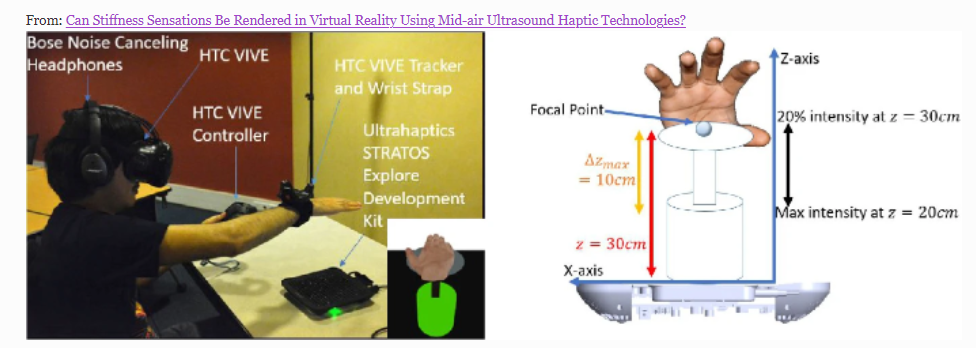 From: Can Stiffness Sensations Be Rendered in Virtual Reality Using Mid-air Ultrasound Haptic Technologies?
Bose Noise Canceling
Headphones
HTC VIVE
HTC VIVE
Controller
HTC VIVE Tracker
and Wrist Strap
Ultrahaptics
STRATOS
Explore
Development
Kit
Z-axis
Focal Point
20% intensity at z = 30cm
Δzmax
= 10cm
Max intensity at z = 20cm
z = 30cm
X-axis